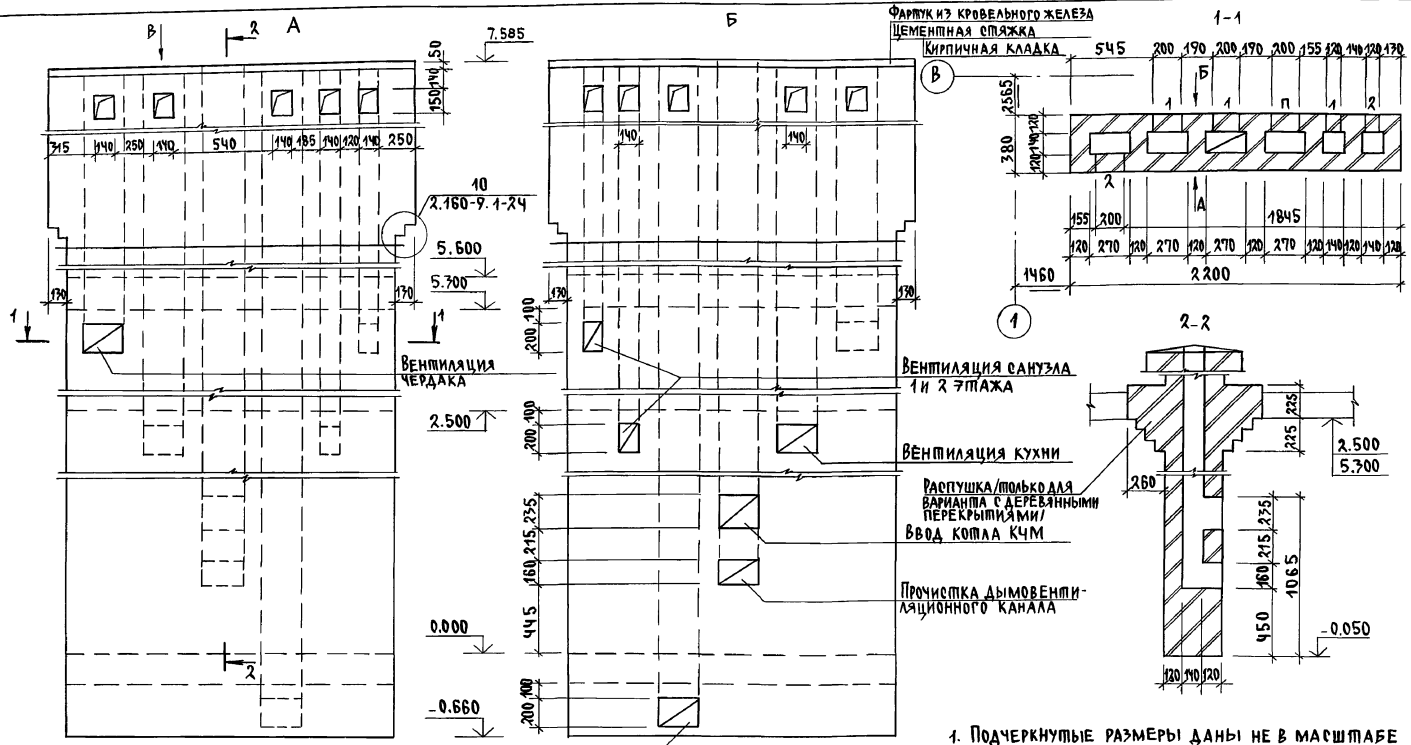 В
2
А
7.585
50
140
150
315
140
250
140
540
140
185
140
120
140
250
10
2.160-9.1-24
5.600
5.300
130
130
1
1
ВЕНТИЛЯЦИЯ
ЧЕРДАКА
2.500
0.000
2
-0.660
Б
ФАРТУК ИЗ КРОВЕЛЬНОГО ЖЕЛЕЗА
ЦЕМЕНТНАЯ СТЯЖКА
КИРПИЧНАЯ КЛАДКА
140
140
130
100
200
ВЕНТИЛЯЦИЯ САНУЗЛА
1 И 2 ЭТАЖА
100
200
ВЕНТИЛЯЦИЯ КУХНИ
РАСПУШКА/ТОЛЬКО ДЛЯ
ВАРИАНТА С ДЕРЕВЯННЫМИ
ПЕРЕКРЫТИЯМИ/
235
215
160
445
ВВОД КОТЛА КЧМ
ПРОЧИСТКА ДЫМОВЕНТИ-
ЛЯЦИОННОГО КАНАЛА
100
200
1-1
545 200 190 200 190 200 155 120 140 120 130
В
Б
2565
380
120
140
120
1 1 П 1 2
2
А
155 200 1845
120 270 120 270 120 270 120 270 120 140 120 140 120
1460 2200
1
2-2
225
225
2.500
5.300
260
235
215
160
450
1065
-0.050
120 140 120
1. ПОДЧЕРКНУТЫЕ РАЗМЕРЫ ДАНЫ НЕ В МАСШТАБЕ